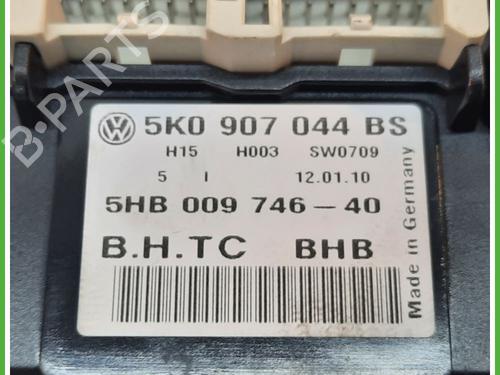 B-PARTS
VW 5K0 907 044 BS
H15 H003 SW0709
5 I 12.01.10
5HB 009 746-40
B.H.TC BHB
Made in Germany